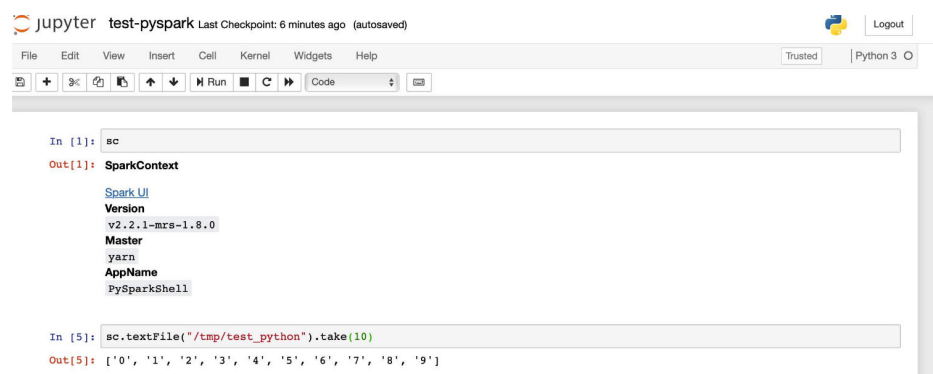 jupyter test-pyspark Last Checkpoint: 6 minutes ago (autosaved)
Logout
File Edit View Insert Cell Kernel Widgets Help
Trusted
Python 3
Run
Code
In [1]: sc
Out[1]: SparkContext
Spark UI
Version
v2.2.1-mrs-1.8.0
Master
yarn
AppName
PySparkShell
In [5]: sc.textFile("/tmp/test_python").take(10)
Out[5]: ['0', '1', '2', '3', '4', '5', '6', '7', '8', '9']